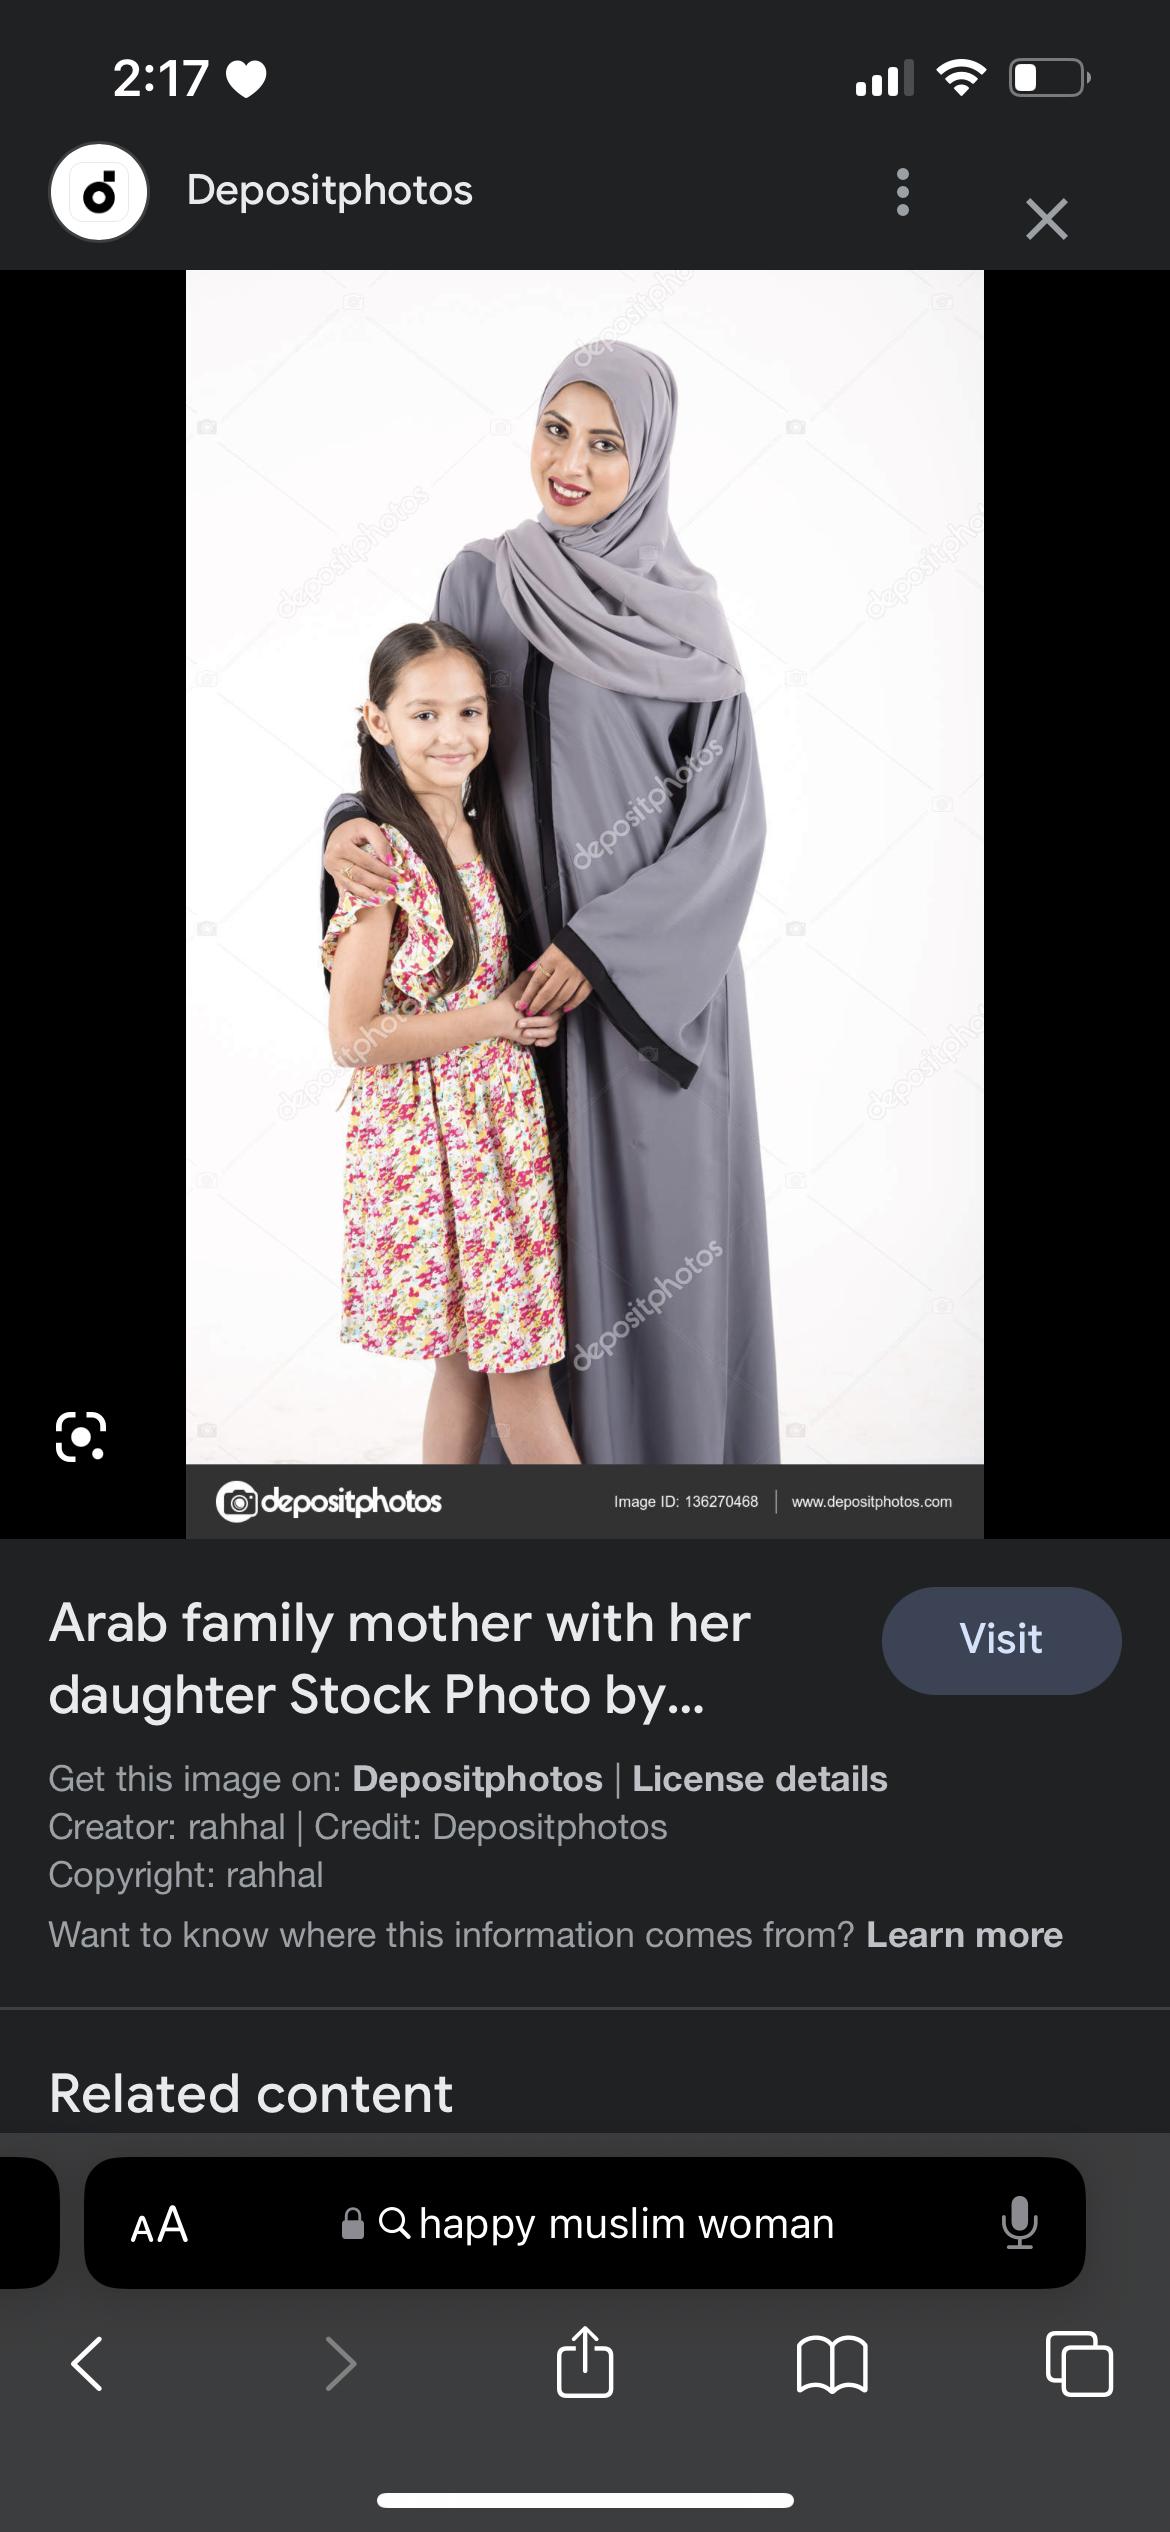 2:17
Depositphotos
depositphotos
depositphotos
depositphotos
depositphotos
depositphotos
depositphotos
depositphotos
depositphotos Image ID: 136270468 | www.depositphotos.com
Arab family mother with her
daughter Stock Photo by...
Visit
Get this image on: Depositphotos | License details
Creator: rahhal | Credit: Depositphotos
Copyright: rahhal
Want to know where this information comes from? Learn more
Related content
AA happy muslim woman